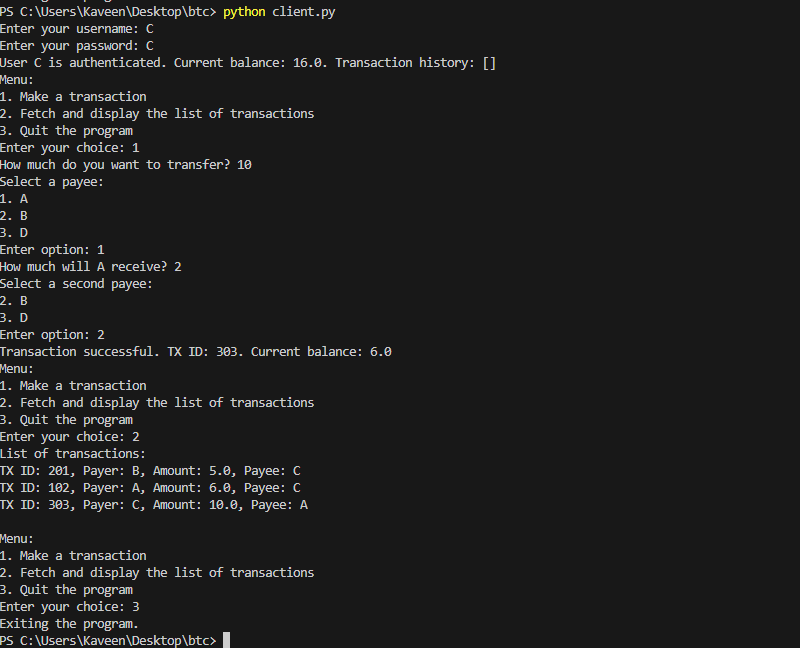 PS C:\Users\Kaveen\Desktop\btc> python client.py
Enter your username: C
Enter your password: C
User C is authenticated. Current balance: 16.0. Transaction history: []
Menu:
1. Make a transaction
2. Fetch and display the list of transactions
3. Quit the program
Enter your choice: 1
How much do you want to transfer? 10
Select a payee:
1. A
2. B
3. D
Enter option: 1
How much will A receive? 2
Select a second payee:
2. B
3. D
Enter option: 2
Transaction successful. TX ID: 303. Current balance: 6.0
Menu:
1. Make a transaction
2. Fetch and display the list of transactions
3. Quit the program
Enter your choice: 2
List of transactions:
TX ID: 201, Payer: B, Amount: 5.0, Payee: C
TX ID: 102, Payer: A, Amount: 6.0, Payee: C
TX ID: 303, Payer: C, Amount: 10.0, Payee: A
Menu:
1. Make a transaction
2. Fetch and display the list of transactions
3. Quit the program
Enter your choice: 3
Exiting the program.
PS C:\Users\Kaveen\Desktop\btc>